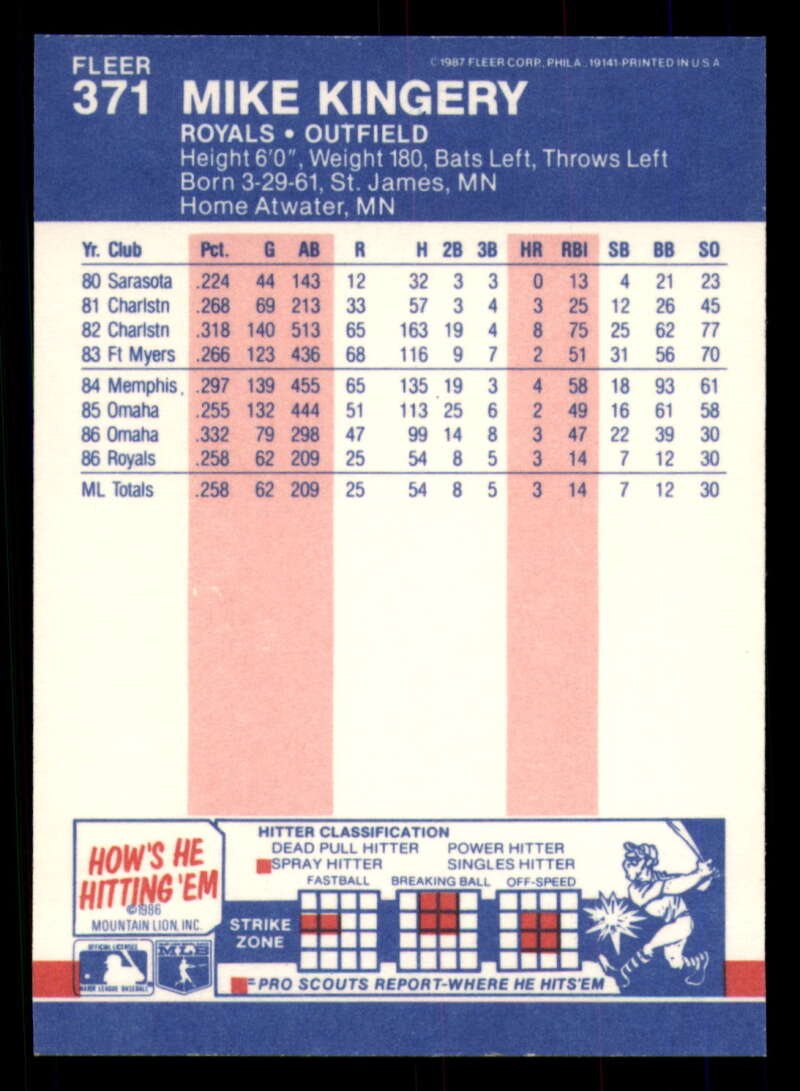 FLEER
©1987 FLEER CORP., PHILA., 19141-PRINTED IN U S A
371 MIKE KINGERY
ROYALS • OUTFIELD
Height 6'0", Weight 180, Bats Left, Throws Left
Born 3-29-61, St. James, MN
Home Atwater, MN
Yr. Club Pct. G AB R H 2B 3B HR RBI SB BB SO
80 Sarasota .224 44 143 12 32 3 3 0 13 4 21 23
81 Charlstn .268 69 213 33 57 3 4 3 25 12 26 45
82 Charlstn .318 140 513 65 163 19 4 8 75 25 62 77
83 Ft Myers .266 123 436 68 116 9 7 2 51 31 56 70
84 Memphis .297 139 455 65 135 19 3 4 58 18 93 61
85 Omaha .255 132 444 51 113 25 6 2 49 16 61 58
86 Omaha .332 79 298 47 99 14 8 3 47 22 39 30
86 Royals .258 62 209 25 54 8 5 3 14 7 12 30
ML Totals .258 62 209 25 54 8 5 3 14 7 12 30
HOW'S HE
HITTING 'EM
©1986
MOUNTAIN LION, INC.
OFFICIAL LICENSEE
MAJOR LEAGUE BASEBALL
MLB
HITTER CLASSIFICATION
DEAD PULL HITTER POWER HITTER
SPRAY HITTER SINGLES HITTER
FASTBALL BREAKING BALL OFF-SPEED
STRIKE
ZONE
=PRO SCOUTS REPORT-WHERE HE HITS'EM